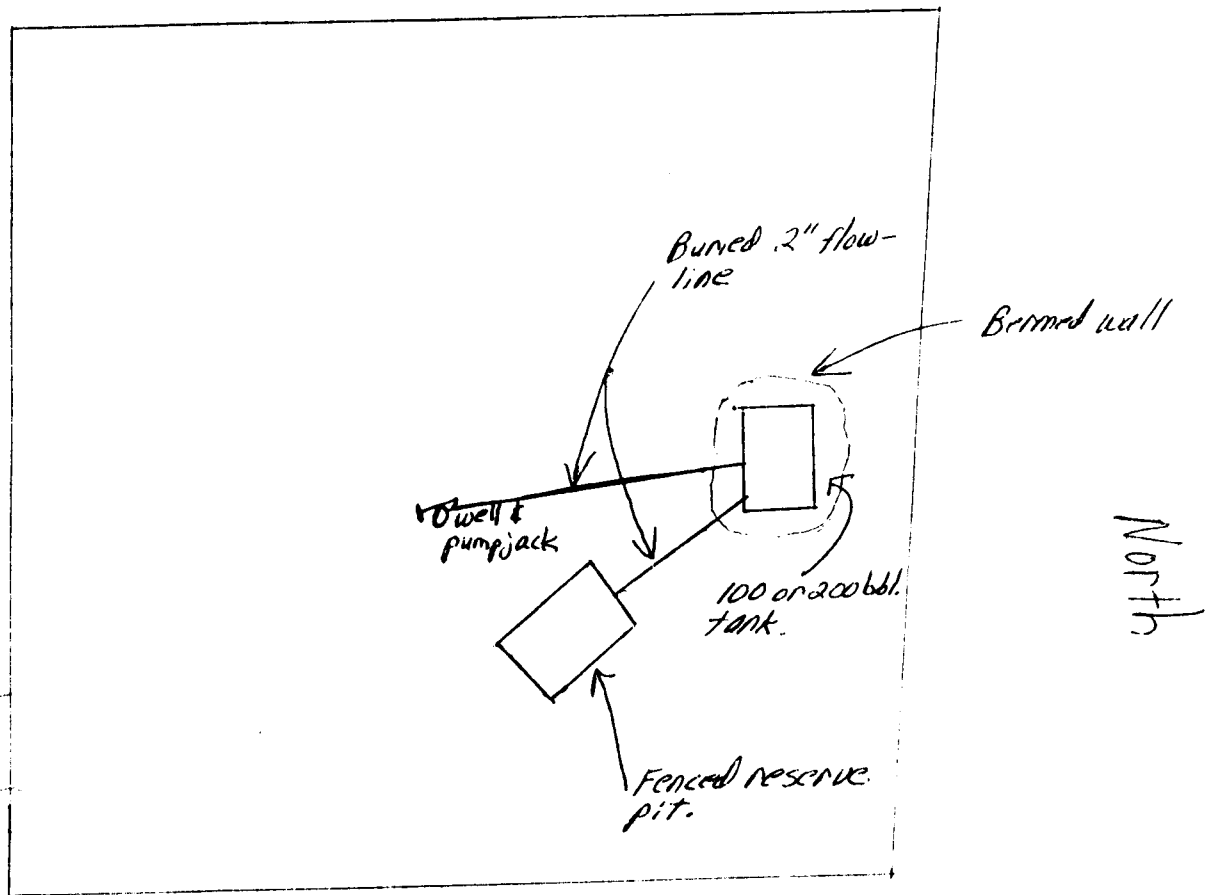 Buried 2" flow-
line
Bermed wall
well &
pumpjack
100 or 200 bbl.
tank.
North
Fenced reserve
pit.